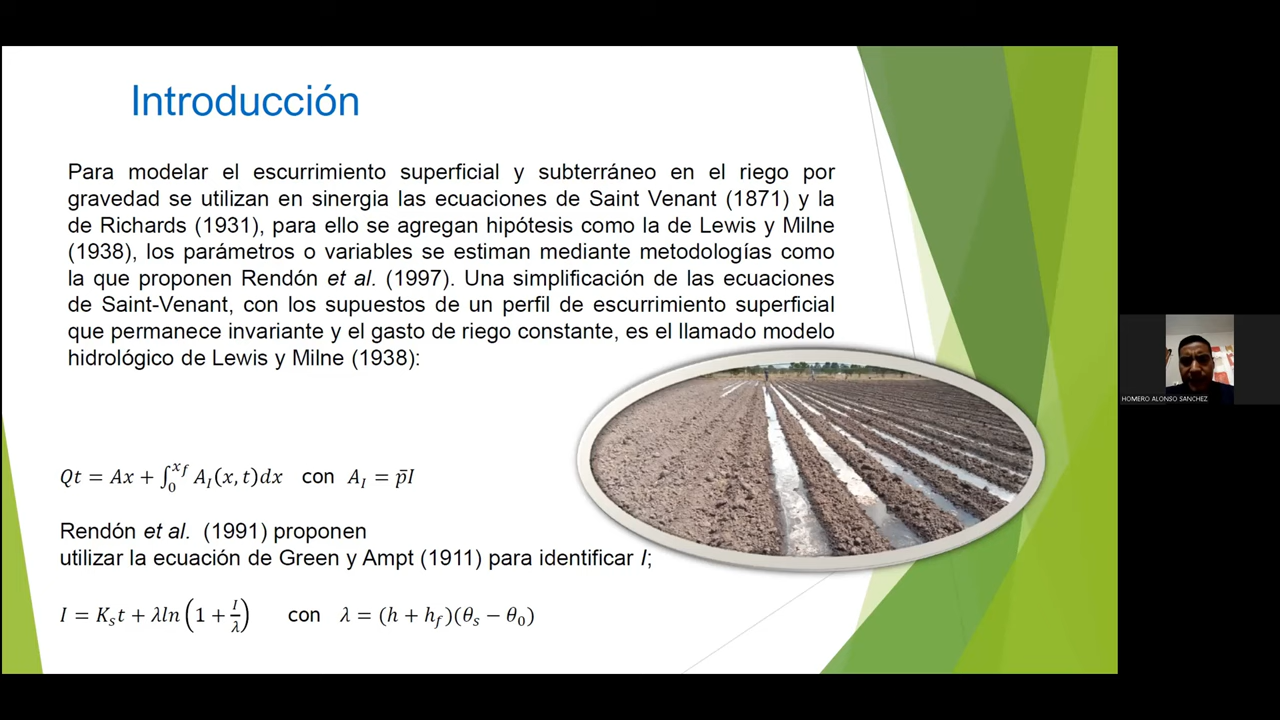 Introducción
Para modelar el escurrimiento superficial y subterráneo en el riego por
gravedad se utilizan en sinergia las ecuaciones de Saint Venant (1871) y la
de Richards (1931), para ello se agregan hipótesis como la de Lewis y Milne
(1938), los parámetros o variables se estiman mediante metodologías como
la que proponen Rendón et al. (1997). Una simplificación de las ecuaciones
de Saint-Venant, con los supuestos de un perfil de escurrimiento superficial
que permanece invariante y el gasto de riego constante, es el llamado modelo
hidrológico de Lewis y Milne (1938):
Qt = Ax + ∫₀^{x_f} A_I(x, t)dx con A_I = p̄I
Rendón et al. (1991) proponen
utilizar la ecuación de Green y Ampt (1911) para identificar I;
I = K_s t + λln(1 + I/λ) con λ = (h + h_f)(θ_s − θ_0)
HOMERO ALONSO SANCHEZ